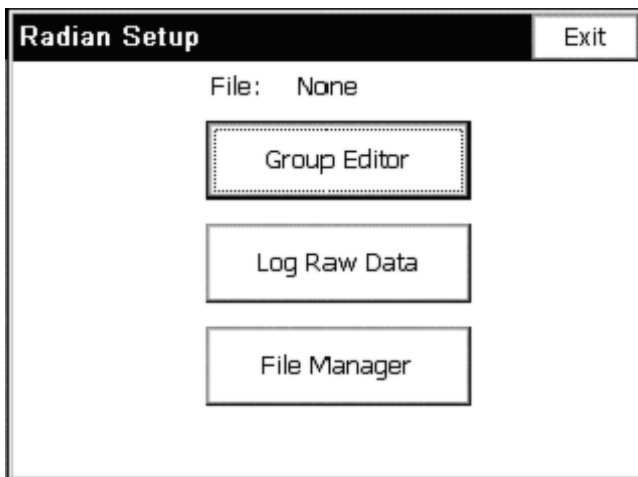 Radian Setup Exit
File: None
Group Editor
Log Raw Data
File Manager